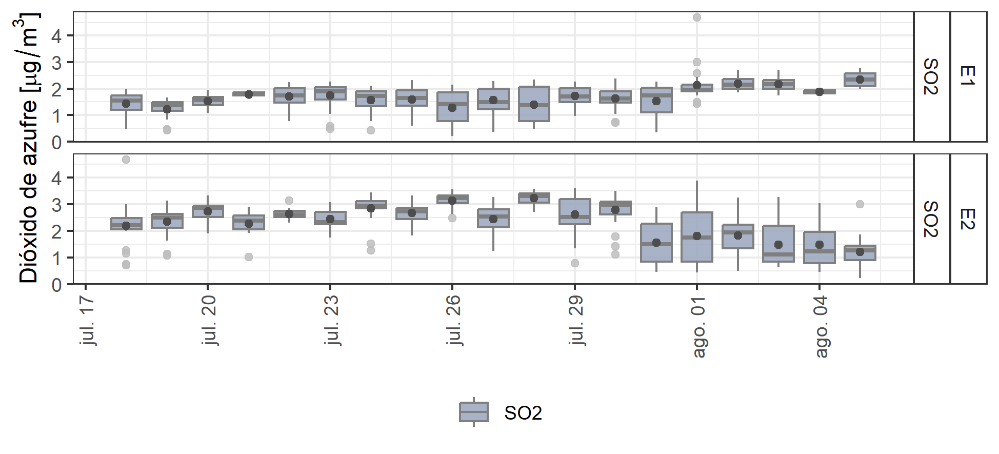 Dióxido de azufre [μg / m³]
4
3
2
1
0
SO2
E1
4
3
2
1
0
SO2
E2
jul. 17
jul. 20
jul. 23
jul. 26
jul. 29
ago. 01
ago. 04
SO2